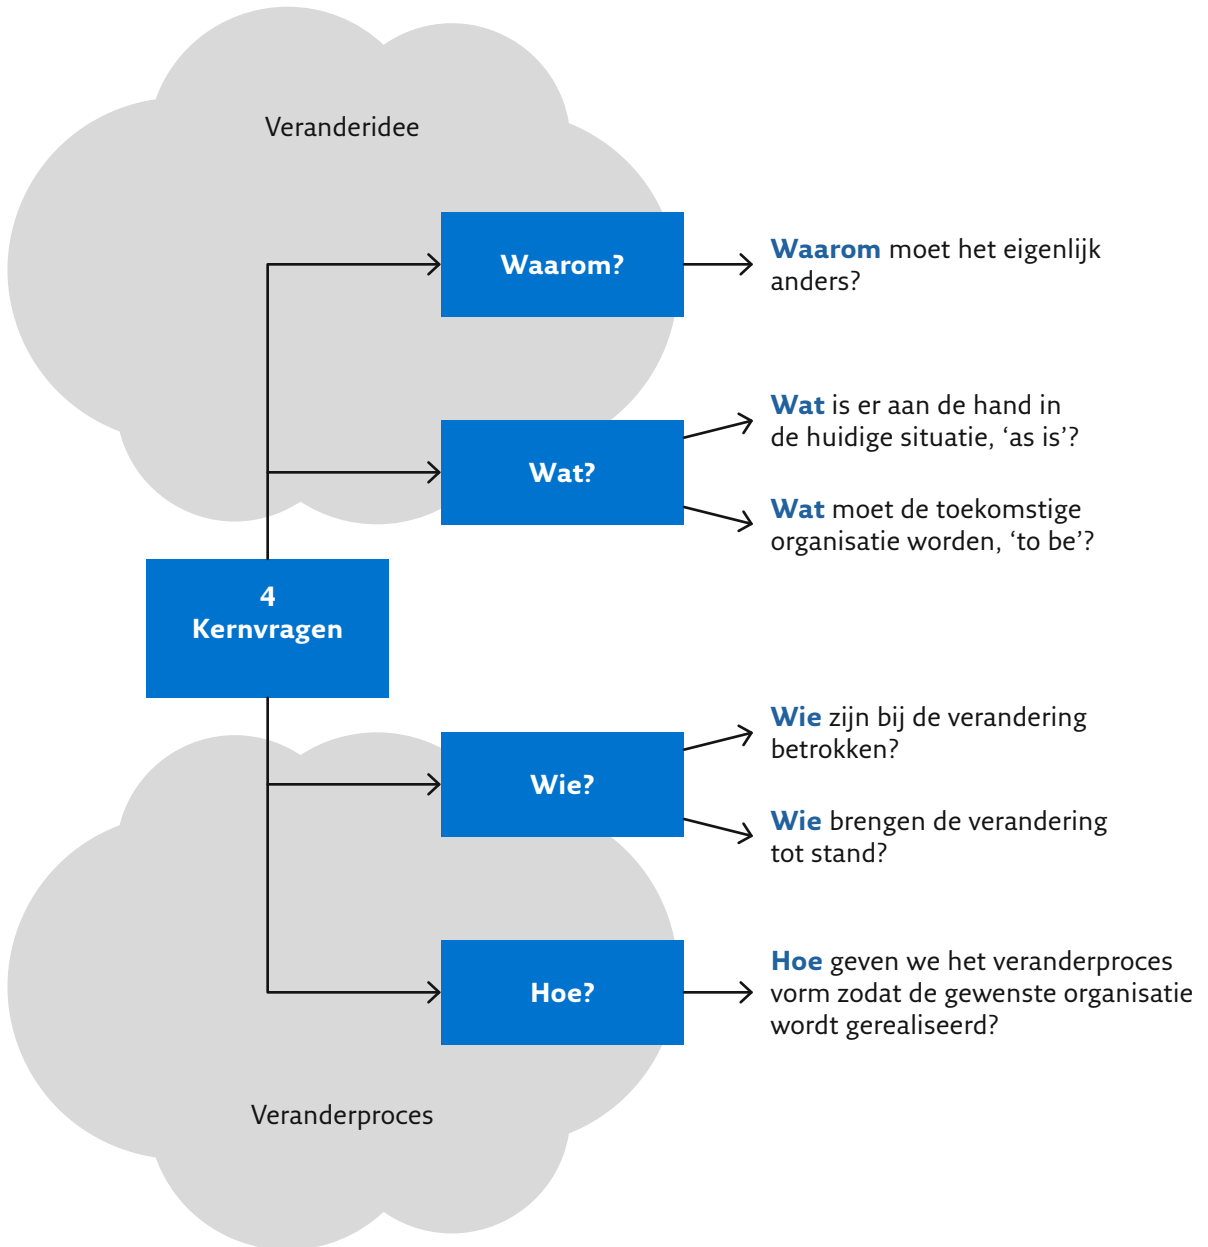 Veranderidee
Waarom?
Waarom moet het eigenlijk
anders?
Wat?
Wat is er aan de hand in
de huidige situatie, ‘as is’?
Wat moet de toekomstige
organisatie worden, ‘to be’?
4
Kernvragen
Wie?
Wie zijn bij de verandering
betrokken?
Wie brengen de verandering
tot stand?
Hoe?
Hoe geven we het veranderproces
vorm zodat de gewenste organisatie
wordt gerealiseerd?
Veranderproces